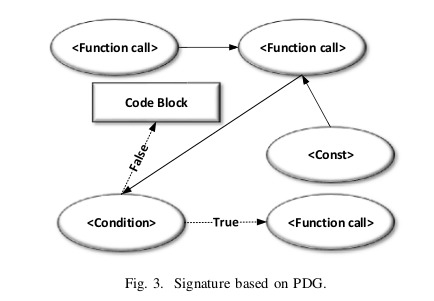 <Function call>
<Function call>
Code Block
False
<Const>
<Condition>
True
<Function call>
Fig. 3. Signature based on PDG.